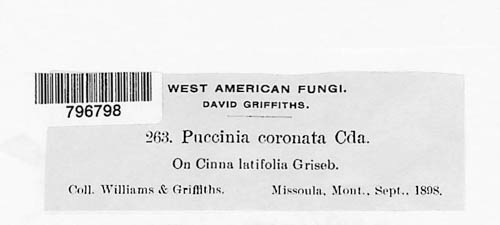 WEST AMERICAN FUNGI.
DAVID GRIFFITHS.
796798
263. Puccinia coronata Cda.
On Cinna latifolia Griseb.
Coll. Williams & Griffiths. Missoula, Mont., Sept., 1898.